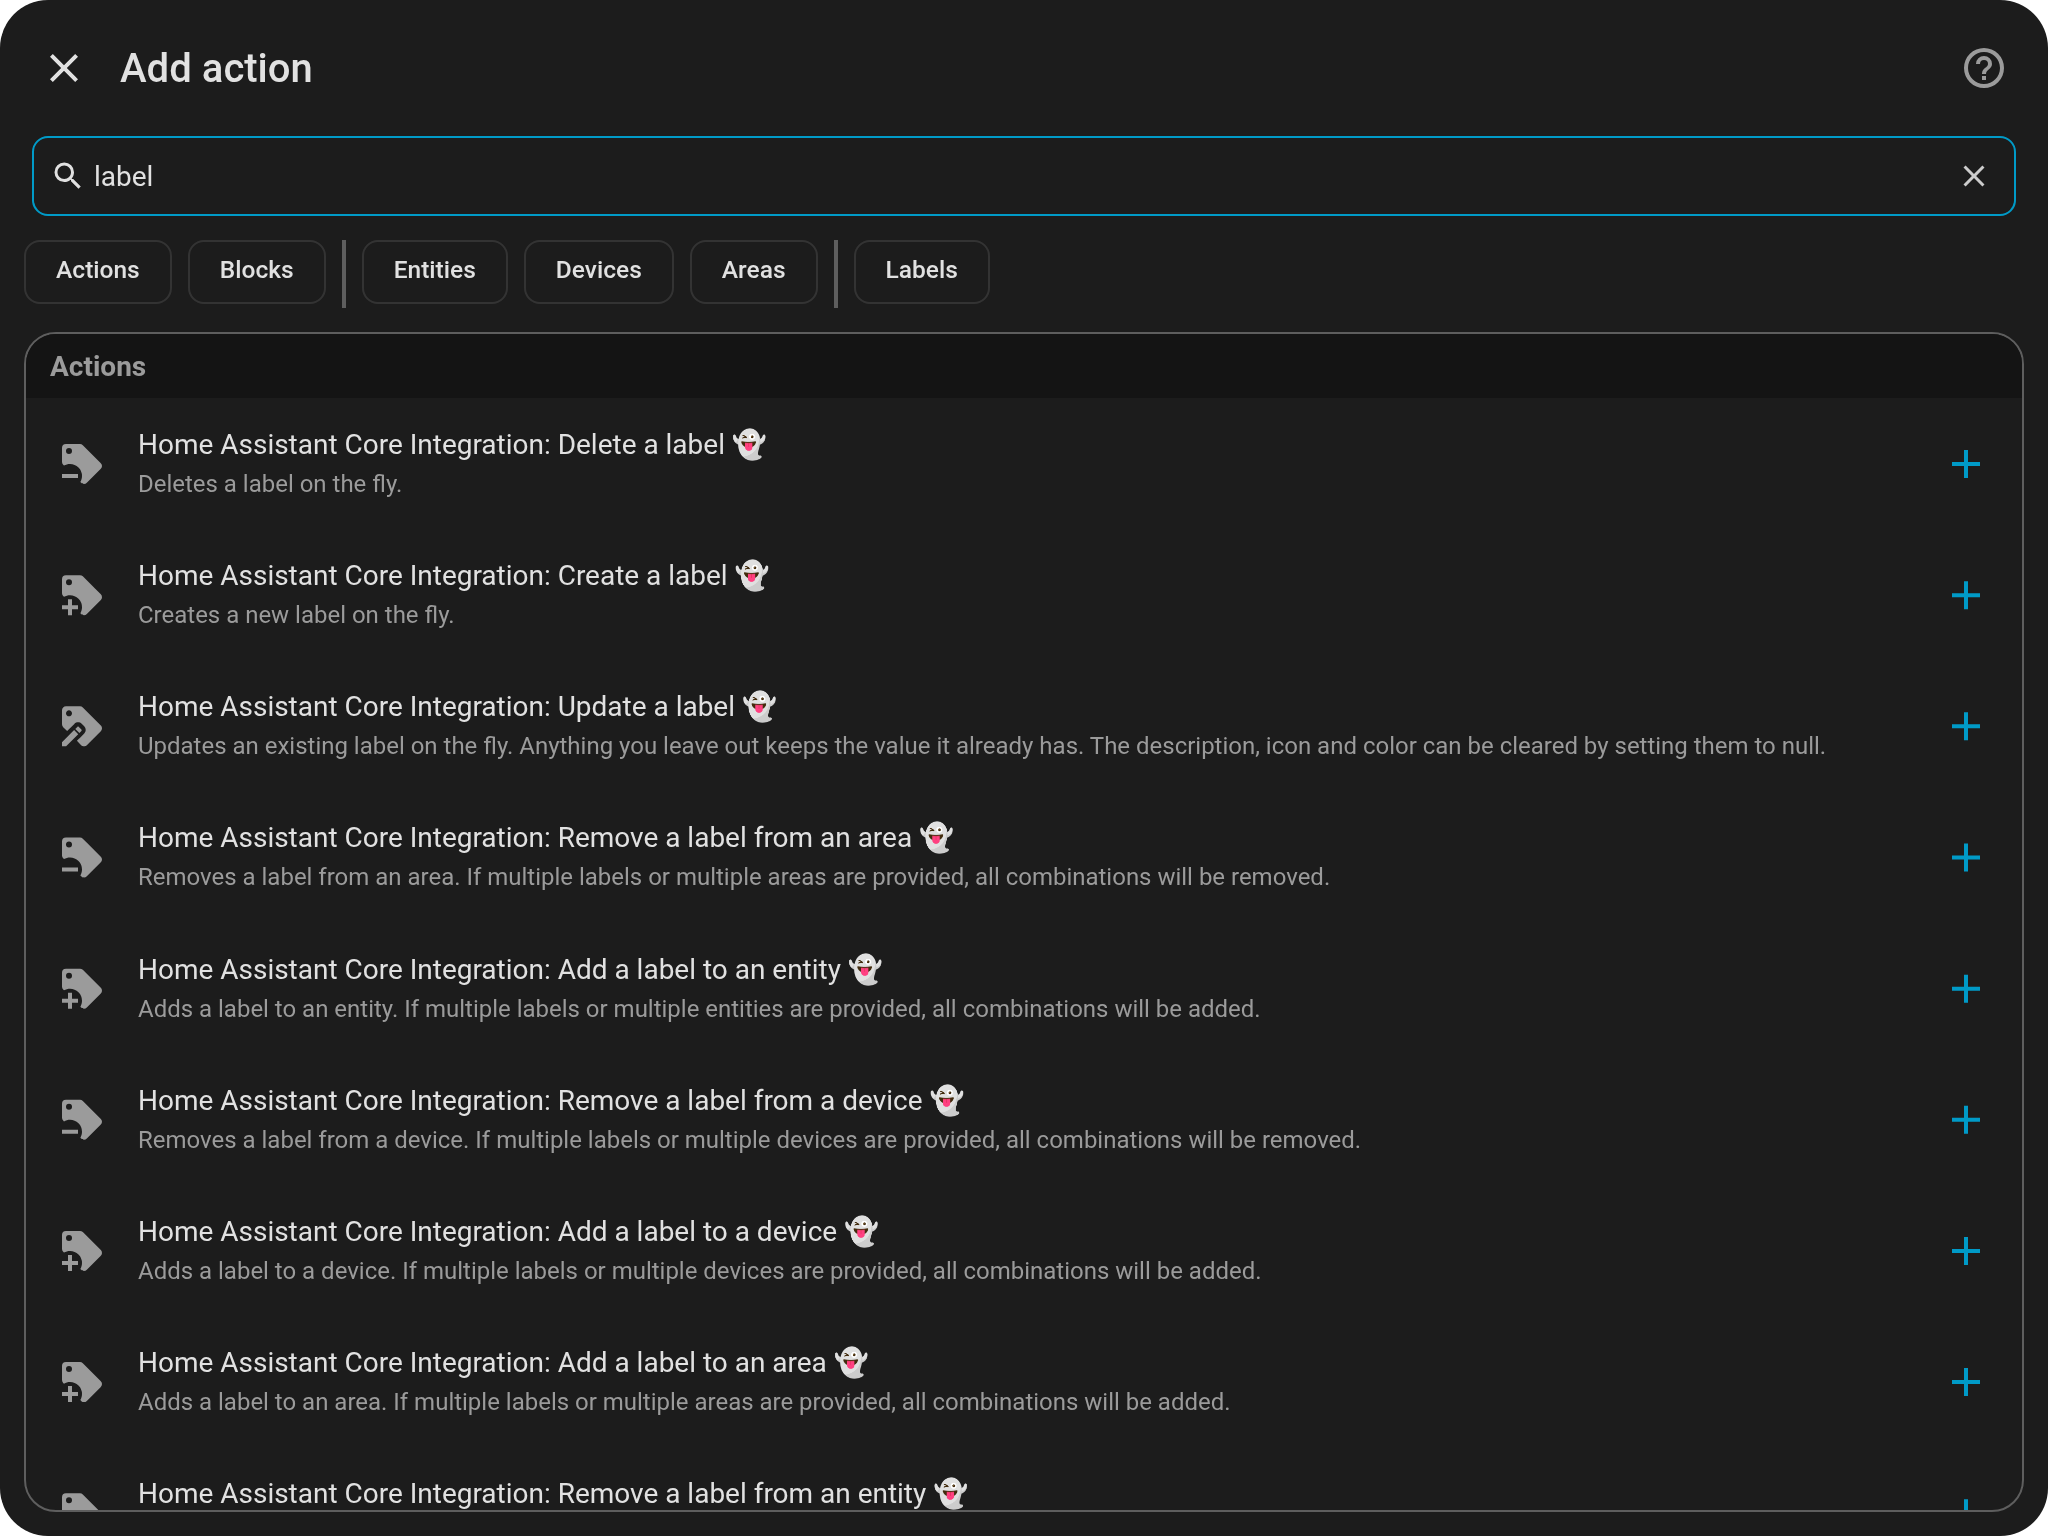 Add action
label
Actions Blocks Entities Devices Areas Labels
Actions
Home Assistant Core Integration: Delete a label 👻
Deletes a label on the fly.
Home Assistant Core Integration: Create a label 👻
Creates a new label on the fly.
Home Assistant Core Integration: Update a label 👻
Updates an existing label on the fly. Anything you leave out keeps the value it already has. The description, icon and color can be cleared by setting them to null.
Home Assistant Core Integration: Remove a label from an area 👻
Removes a label from an area. If multiple labels or multiple areas are provided, all combinations will be removed.
Home Assistant Core Integration: Add a label to an entity 👻
Adds a label to an entity. If multiple labels or multiple entities are provided, all combinations will be added.
Home Assistant Core Integration: Remove a label from a device 👻
Removes a label from a device. If multiple labels or multiple devices are provided, all combinations will be removed.
Home Assistant Core Integration: Add a label to a device 👻
Adds a label to a device. If multiple labels or multiple devices are provided, all combinations will be added.
Home Assistant Core Integration: Add a label to an area 👻
Adds a label to an area. If multiple labels or multiple areas are provided, all combinations will be added.
Home Assistant Core Integration: Remove a label from an entity 👻